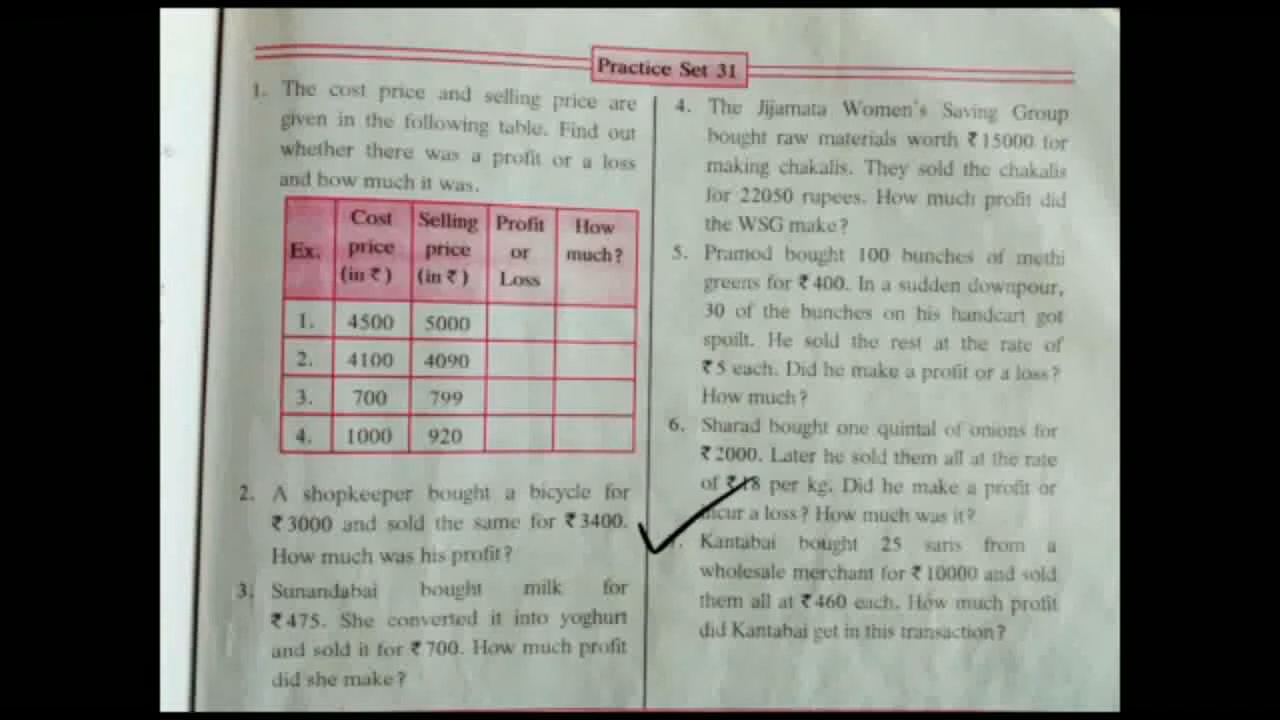 Practice Set 31
1. The cost price and selling price are
given in the following table. Find out
whether there was a profit or a loss
and how much it was.
Ex. Cost price (in ₹) Selling price (in ₹) Profit or Loss How much?
1. 4500 5000
2. 4100 4090
3. 700 799
4. 1000 920
2. A shopkeeper bought a bicycle for
₹ 3000 and sold the same for ₹ 3400.
How much was his profit?
3. Sunandabai bought milk for
₹ 475. She converted it into yoghurt
and sold it for ₹ 700. How much profit
did she make?
4. The Jijamata Women's Saving Group
bought raw materials worth ₹ 15000 for
making chakalis. They sold the chakalis
for 22050 rupees. How much profit did
the WSG make?
5. Pramod bought 100 bunches of methi
greens for ₹ 400. In a sudden downpour,
30 of the bunches on his handcart got
spoilt. He sold the rest at the rate of
₹ 5 each. Did he make a profit or a loss?
How much?
6. Sharad bought one quintal of onions for
₹ 2000. Later he sold them all at the rate
of ₹ 18 per kg. Did he make a profit or
incur a loss? How much was it?
Kantabai bought 25 saris from a
wholesale merchant for ₹ 10000 and sold
them all at ₹ 460 each. How much profit
did Kantabai get in this transaction?